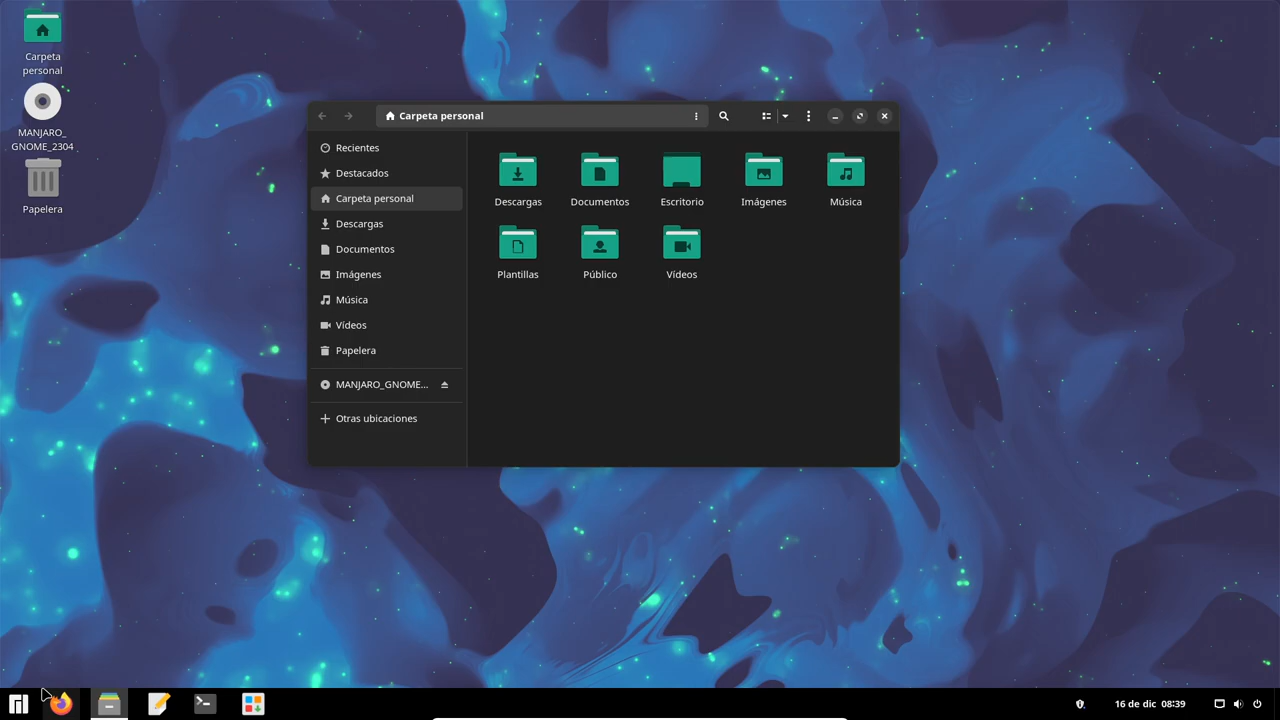 Carpeta
personal
MANJARO_
GNOME_2304
Papelera
Carpeta personal
Recientes
Destacados
Carpeta personal
Descargas
Documentos
Imágenes
Música
Vídeos
Papelera
MANJARO_GNOME…
Otras ubicaciones
Descargas
Documentos
Escritorio
Imágenes
Música
Plantillas
Público
Vídeos
16 de dic 08:39